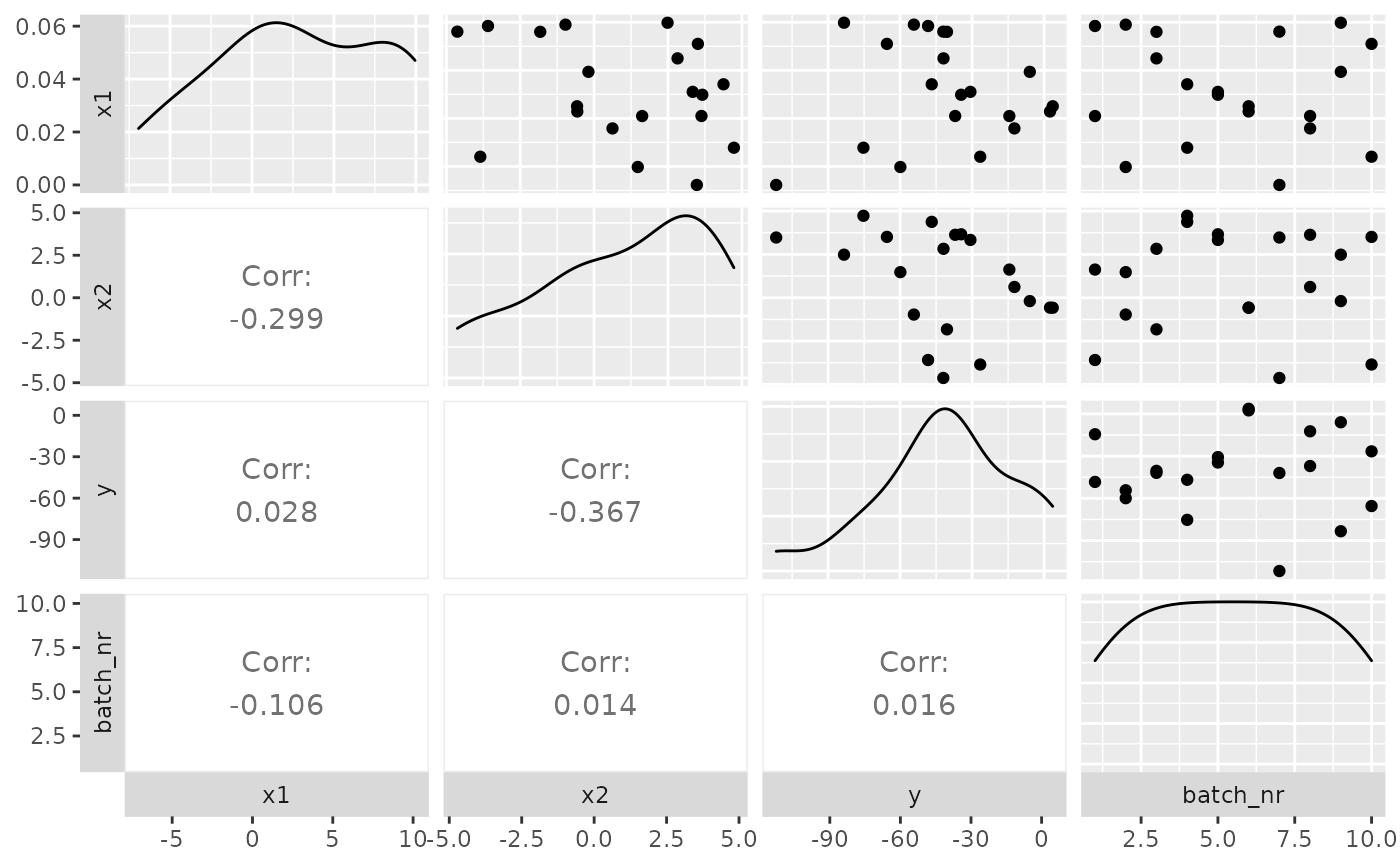 0.06
0.04
0.02
0.00
x1
5.0
2.5
0.0
-2.5
-5.0
x2
Corr:
-0.299
0
-30
-60
-90
y
Corr:
0.028
Corr:
-0.367
10.0
7.5
5.0
2.5
batch_nr
Corr:
-0.106
Corr:
0.014
Corr:
0.016
x1 x2 y batch_nr
-5 0 5 10 -5.0 -2.5 0.0 2.5 5.0 -90 -60 -30 0 2.5 5.0 7.5 10.0